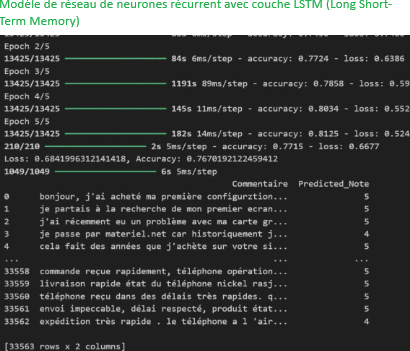 Modèle de réseau de neurones récurrent avec couche LSTM (Long Short-
Term Memory)
Epoch 2/5
13425/13425 84s 6ms/step - accuracy: 0.7724 - loss: 0.6386
Epoch 3/5
13425/13425 1191s 89ms/step - accuracy: 0.7858 - loss: 0.59
Epoch 4/5
13425/13425 145s 11ms/step - accuracy: 0.8034 - loss: 0.552
Epoch 5/5
13425/13425 182s 14ms/step - accuracy: 0.8125 - loss: 0.524
210/210 2s 5ms/step - accuracy: 0.7715 - loss: 0.6677
Loss: 0.6841996312141418, Accuracy: 0.7670192122459412
1049/1049 6s 5ms/step
Commentaire Predicted_Note
0 bonjour, j'ai acheté ma première configurztion... 5
1 je partais à la recherche de mon premier ecran... 5
2 j'ai récemment eu un problème avec ma carte gr... 5
3 je passe par materiel.net car historiquement j... 4
4 cela fait des années que j'achète sur votre si... 5
... ... ...
33558 commande reçue rapidement, téléphone opération... 5
33559 livraison rapide état du téléphone nickel rasj... 5
33560 téléphone reçu dans des délais très rapides. q... 5
33561 envoi impeccable, délai respecté, produit état... 5
33562 expédition très rapide . le téléphone a l 'air... 4
[33563 rows x 2 columns]